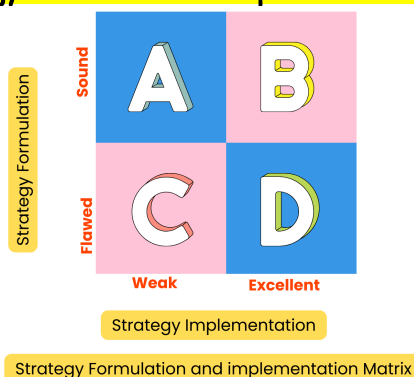 Sound
A
B
Strategy Formulation
Flawed
C
D
Weak
Excellent
Strategy Implementation
Strategy Formulation and implementation Matrix